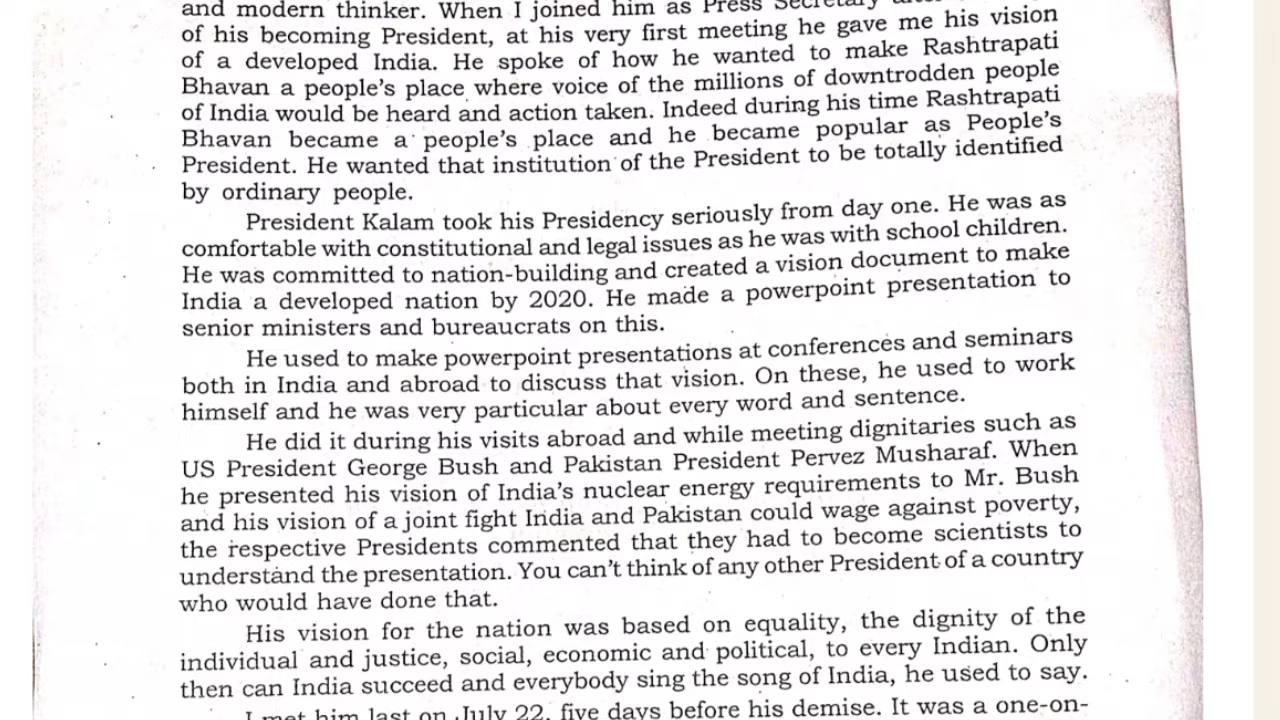 and modern thinker. When I joined him as Press Secretary
of his becoming President, at his very first meeting he gave me his vision
of a developed India. He spoke of how he wanted to make Rashtrapati
Bhavan a people's place where voice of the millions of downtrodden people
of India would be heard and action taken. Indeed during his time Rashtrapati
Bhavan became a people's place and he became popular as People's
President. He wanted that institution of the President to be totally identified
by ordinary people.
President Kalam took his Presidency seriously from day one. He was as
comfortable with constitutional and legal issues as he was with school children.
He was committed to nation-building and created a vision document to make
India a developed nation by 2020. He made a powerpoint presentation to
senior ministers and bureaucrats on this.
He used to make powerpoint presentations at conferences and seminars
both in India and abroad to discuss that vision. On these, he used to work
himself and he was very particular about every word and sentence.
He did it during his visits abroad and while meeting dignitaries such as
US President George Bush and Pakistan President Pervez Musharaf. When
he presented his vision of India's nuclear energy requirements to Mr. Bush
and his vision of a joint fight India and Pakistan could wage against poverty,
the respective Presidents commented that they had to become scientists to
understand the presentation. You can't think of any other President of a country
who would have done that.
His vision for the nation was based on equality, the dignity of the
individual and justice, social, economic and political, to every Indian. Only
then can India succeed and everybody sing the song of India, he used to say.
I met him last on July 22, five days before his demise. It was a one-on-